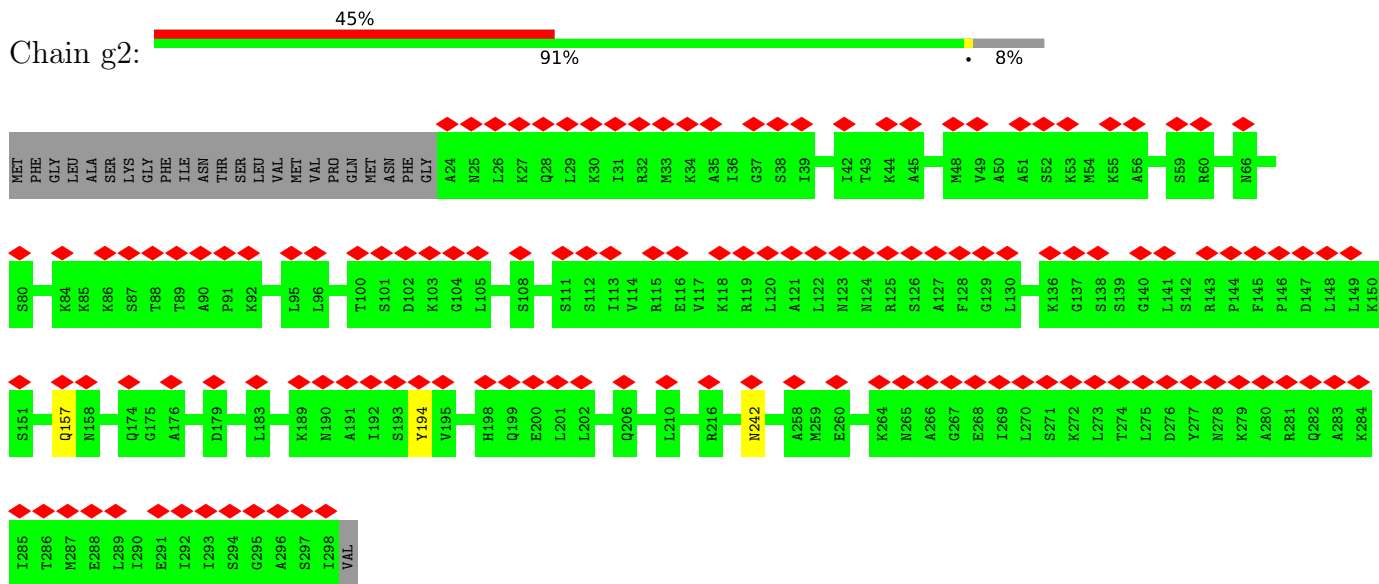 45%
Chain g2:
91%
•
8%
MET PHE GLY LEU ALA SER LYS GLY PHE ILE ASN THR SER LEU VAL MET VAL PRO GLN MET ASN PHE GLY A24 N25 L26 K27 Q28 L29 K30 I31 R32 M33 K34 A35 I36 G37 S38 I39 I42 T43 K44 A45 M48 V49 A50 A51 S52 K53 M54 K55 A56 S59 R60 N66
S80 K84 K85 K86 S87 T88 T89 A90 P91 K92 L95 L96 T100 S101 D102 K103 G104 L105 S108 S111 S112 I113 V114 R115 E116 V117 K118 R119 L120 A121 L122 N123 N124 R125 S126 A127 F128 G129 L130 K136 G137 S138 S139 G140 L141 S142 R143 P144 F145 P146 D147 L148 L149 K150
S151 Q157 N158 Q174 G175 A176 D179 L183 K189 N190 A191 I192 S193 Y194 V195 H198 Q199 E200 L201 L202 Q206 L210 R216 N242 A258 M259 E260 K264 N265 A266 G267 E268 I269 L270 S271 K272 L273 T274 L275 D276 Y277 N278 K279 A280 R281 Q282 A283 K284
I285 T286 M287 E288 L289 I290 E291 I292 I293 S294 G295 A296 S297 I298 VAL